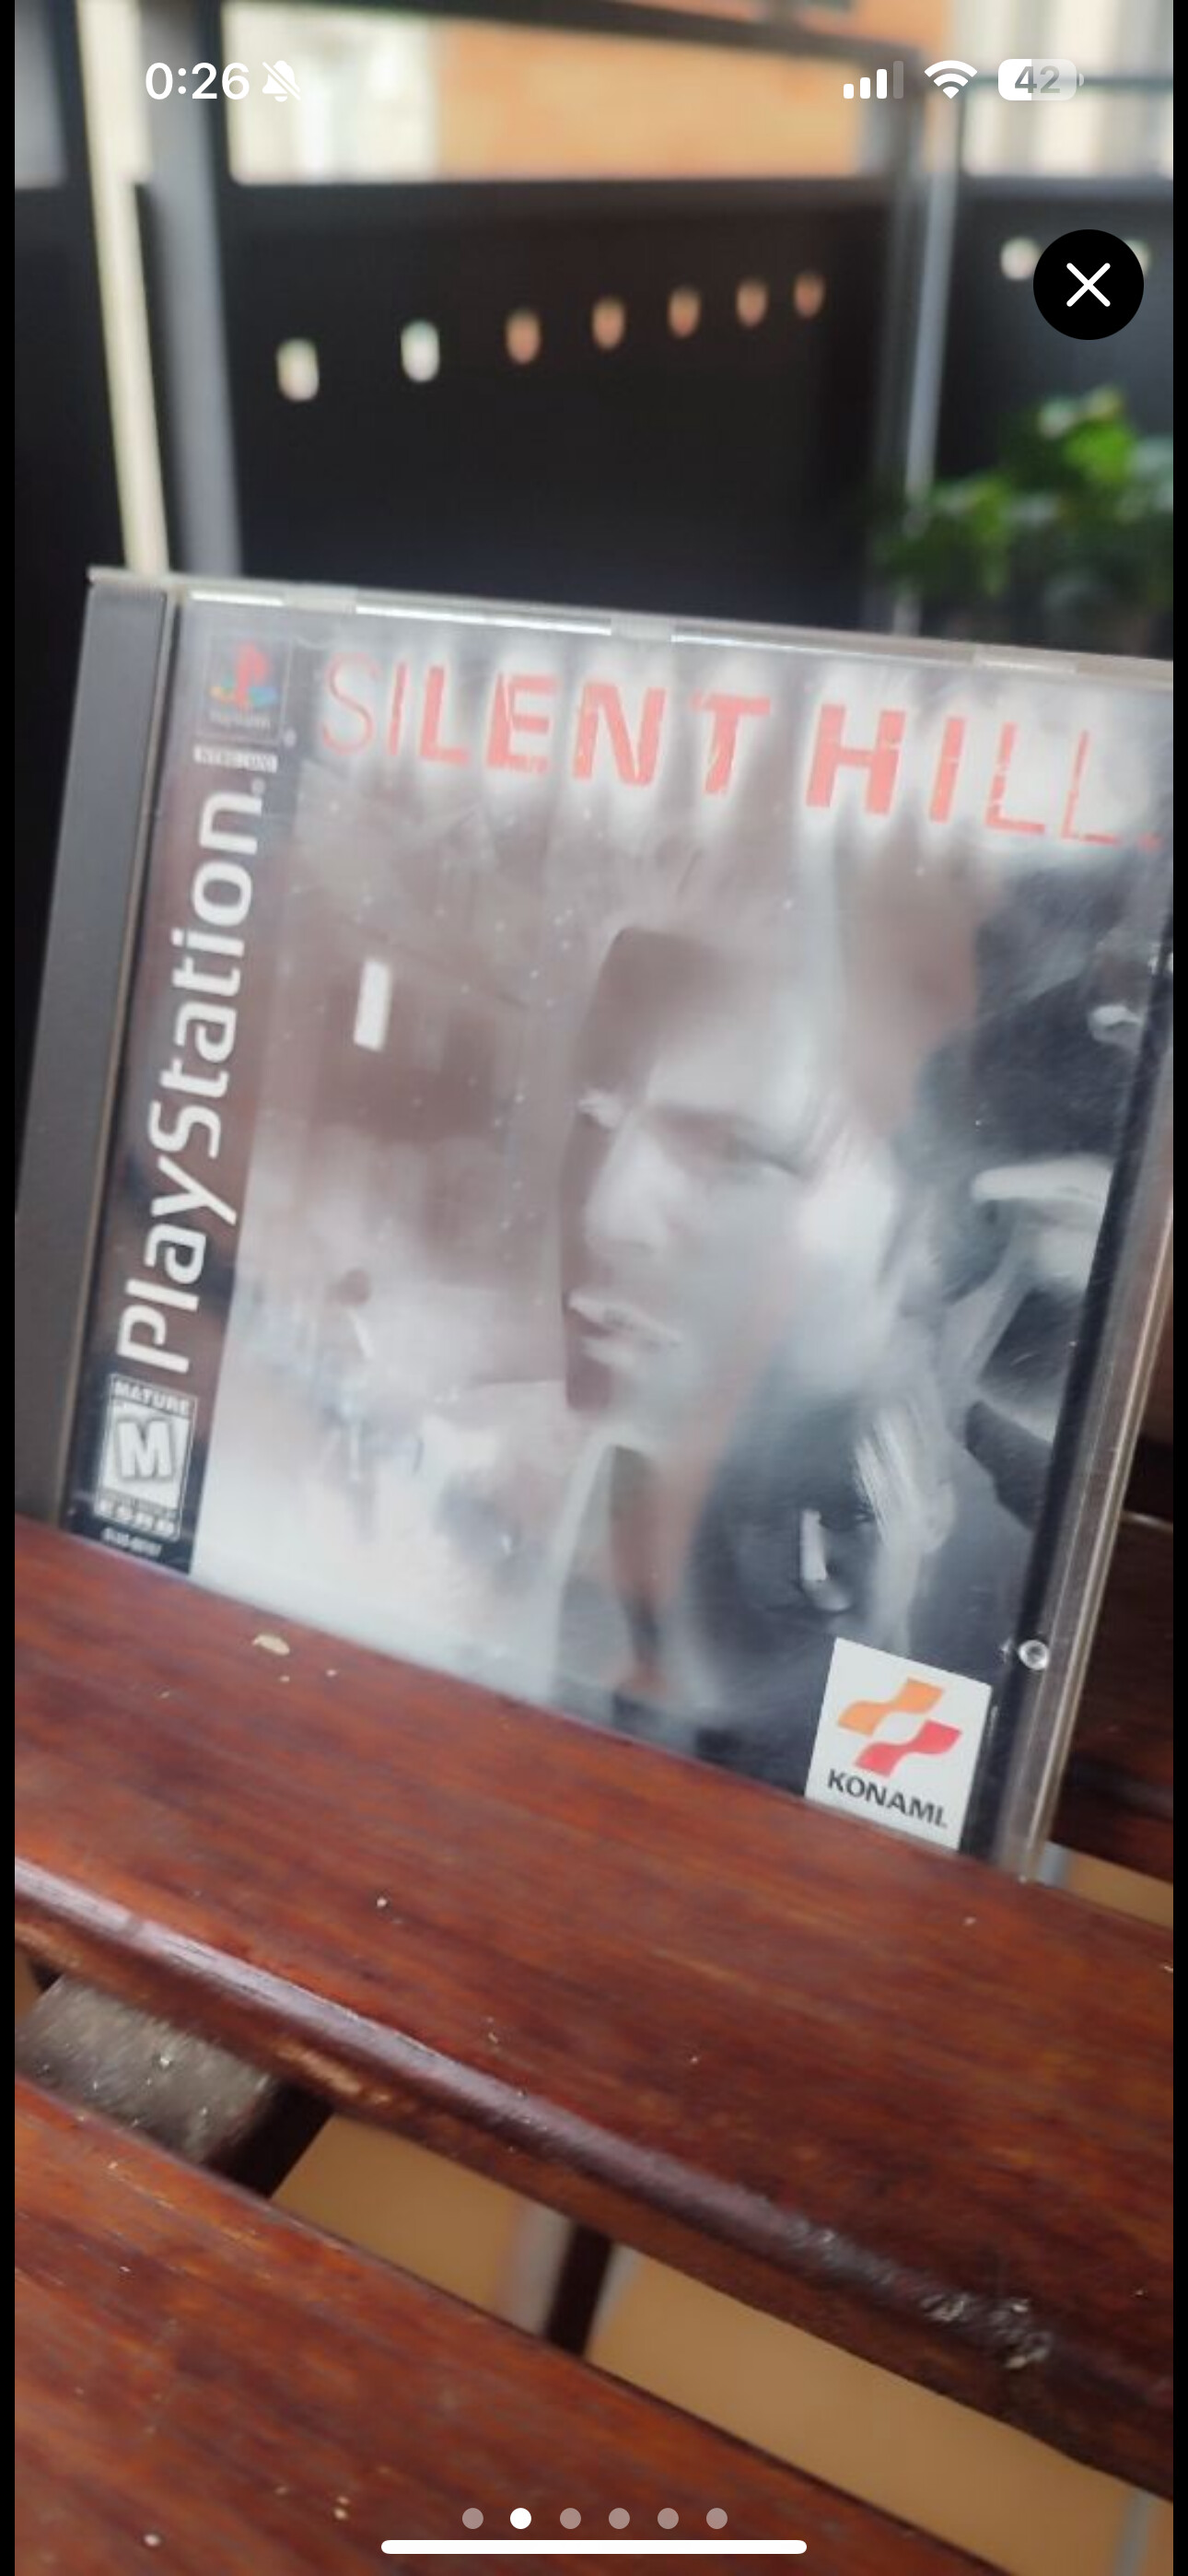 0:26
42
SILENT HILL
PlayStation
MATURE
M
KONAMI